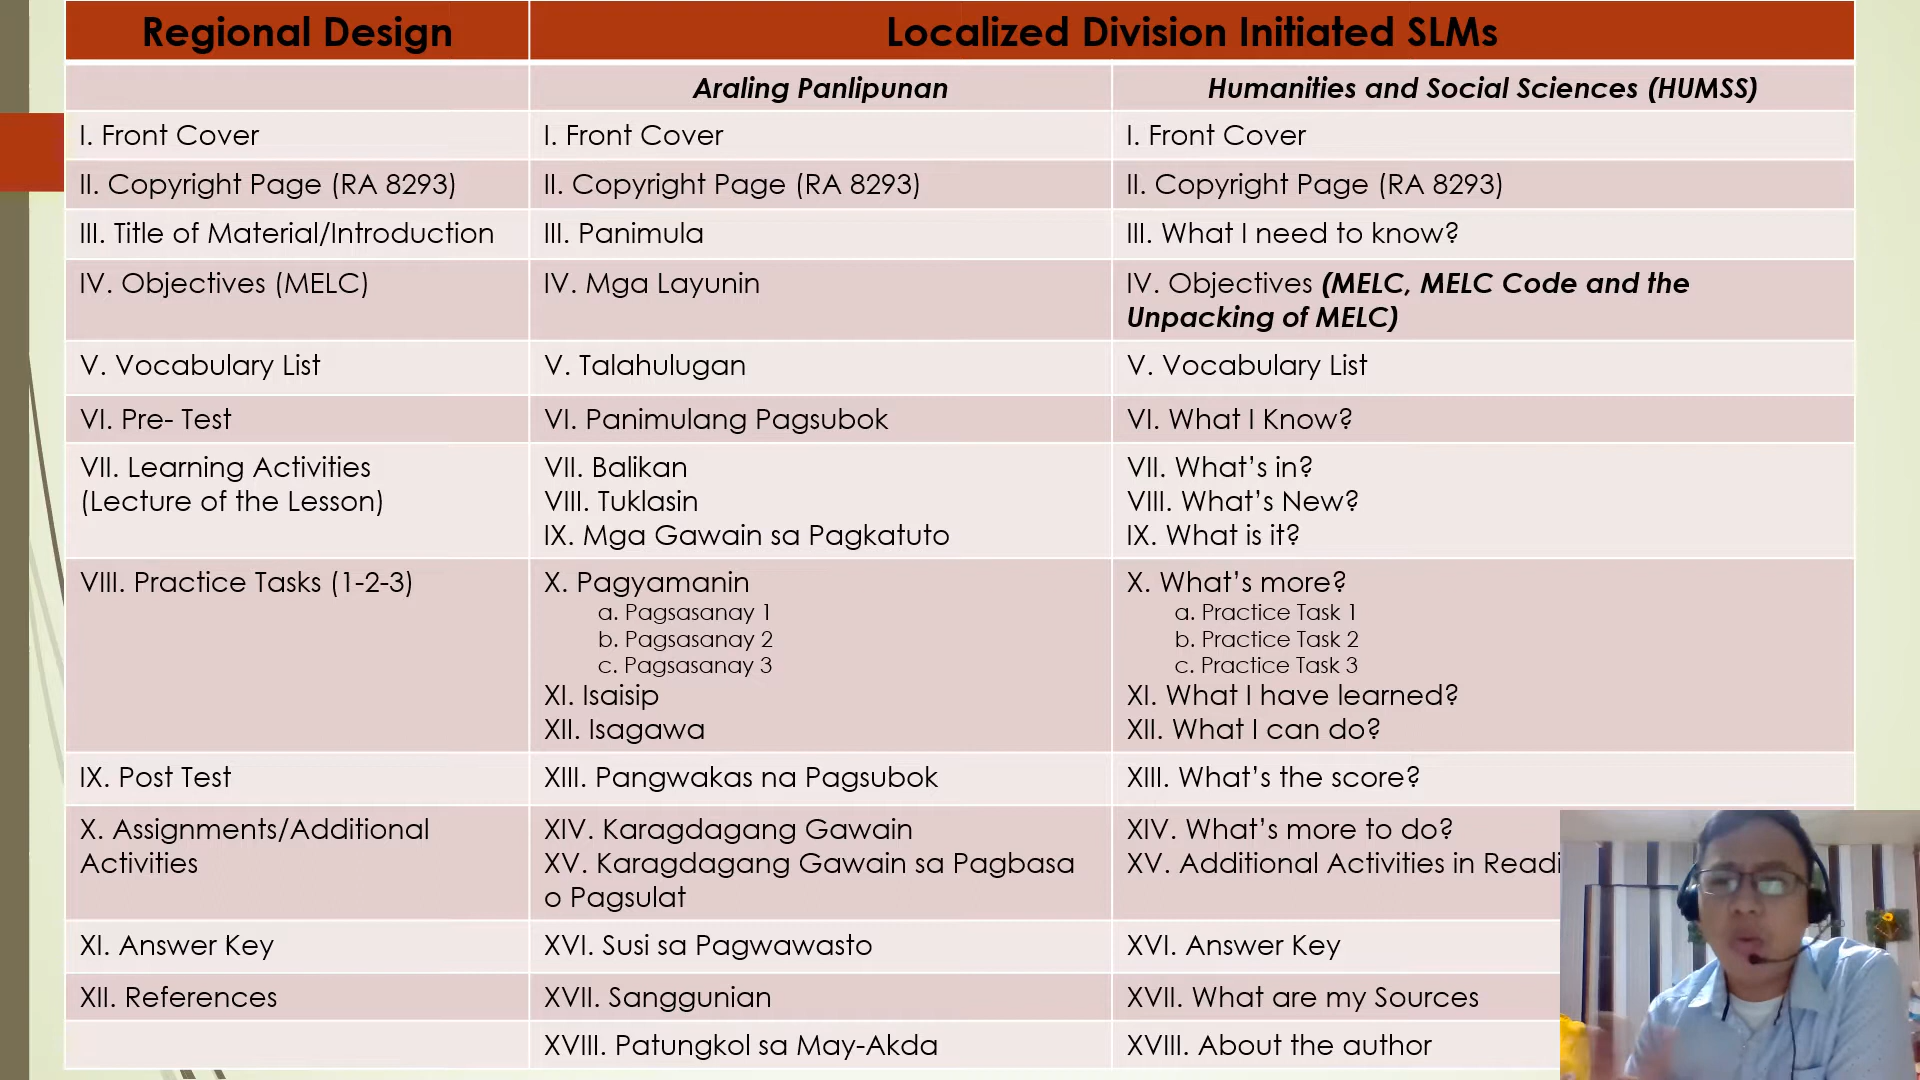 Regional Design
Localized Division Initiated SLMs
Araling Panlipunan
Humanities and Social Sciences (HUMSS)
I. Front Cover
I. Front Cover
I. Front Cover
II. Copyright Page (RA 8293)
II. Copyright Page (RA 8293)
II. Copyright Page (RA 8293)
III. Title of Material/Introduction
III. Panimula
III. What I need to know?
IV. Objectives (MELC)
IV. Mga Layunin
IV. Objectives (MELC, MELC Code and the
Unpacking of MELC)
V. Vocabulary List
V. Talahulugan
V. Vocabulary List
VI. Pre- Test
VI. Panimulang Pagsubok
VI. What I Know?
VII. Learning Activities
(Lecture of the Lesson)
VII. Balikan
VIII. Tuklasin
IX. Mga Gawain sa Pagkatuto
VII. What's in?
VIII. What's New?
IX. What is it?
VIII. Practice Tasks (1-2-3)
X. Pagyamanin
a. Pagsasanay 1
b. Pagsasanay 2
c. Pagsasanay 3
XI. Isaisip
XII. Isagawa
X. What's more?
a. Practice Task 1
b. Practice Task 2
c. Practice Task 3
XI. What I have learned?
XII. What I can do?
IX. Post Test
XIII. Pangwakas na Pagsubok
XIII. What's the score?
X. Assignments/Additional
Activities
XIV. Karagdagang Gawain
XV. Karagdagang Gawain sa Pagbasa
o Pagsulat
XIV. What's more to do?
XV. Additional Activities in
XI. Answer Key
XVI. Susi sa Pagwawasto
XVI. Answer Key
XII. References
XVII. Sanggunian
XVII. What are my Sources
XVIII. Patungkol sa May-Akda
XVIII. About the author